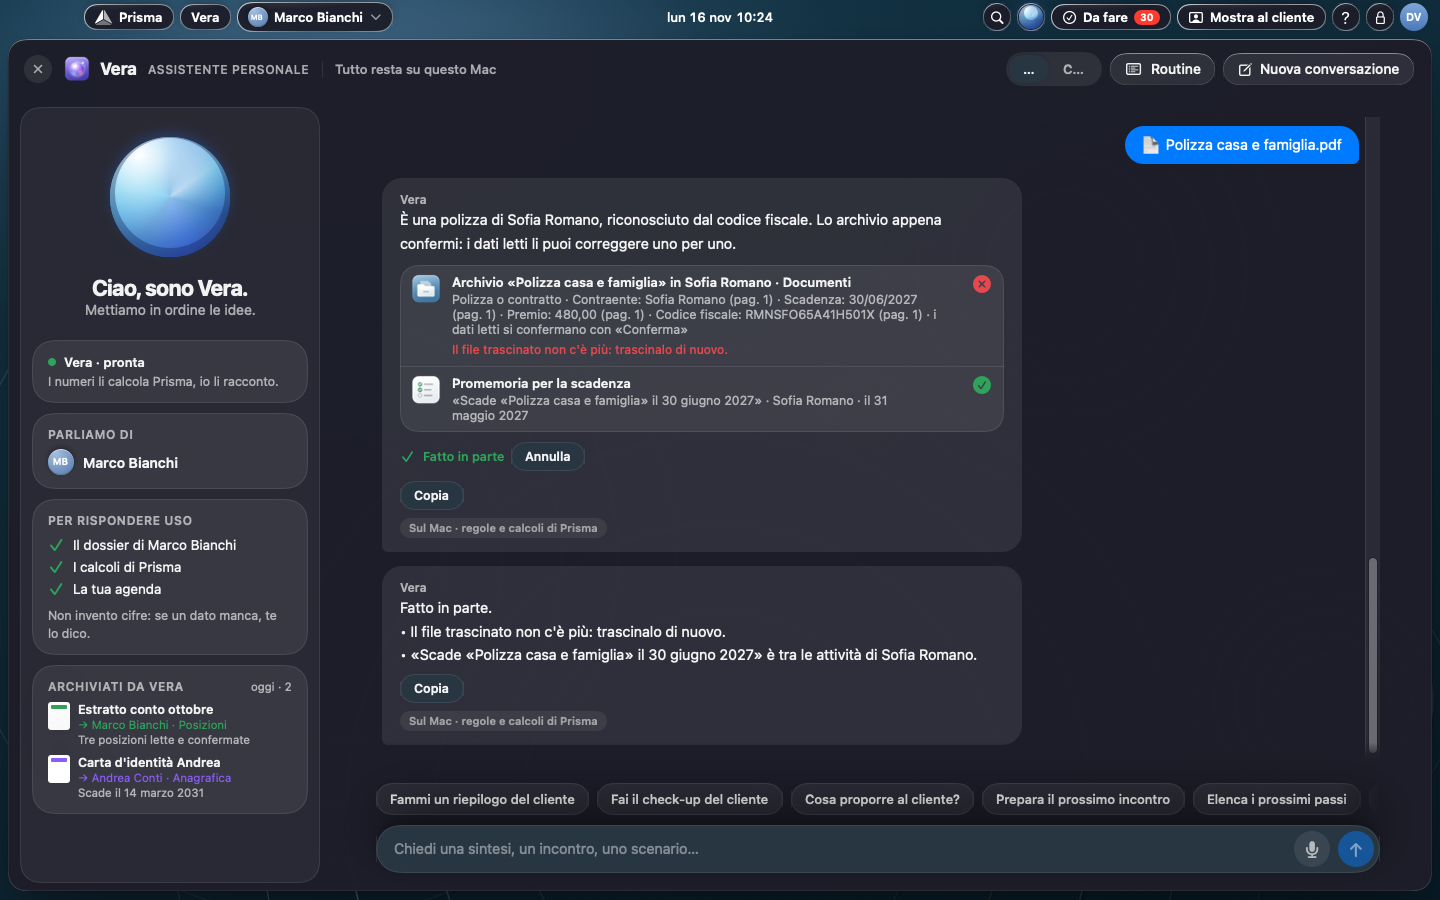 Prisma
Vera
MB Marco Bianchi
lun 16 nov 10:24
Da fare 30
Mostra al cliente
?
DV
Vera ASSISTENTE PERSONALE
Tutto resta su questo Mac
...
C...
Routine
Nuova conversazione
Ciao, sono Vera.
Mettiamo in ordine le idee.
Vera · pronta
I numeri li calcola Prisma, io li racconto.
PARLIAMO DI
MB Marco Bianchi
PER RISPONDERE USO
Il dossier di Marco Bianchi
I calcoli di Prisma
La tua agenda
Non invento cifre: se un dato manca, te
lo dico.
ARCHIVIATI DA VERA oggi · 2
Estratto conto ottobre
→ Marco Bianchi · Posizioni
Tre posizioni lette e confermate
Carta d'identità Andrea
→ Andrea Conti · Anagrafica
Scade il 14 marzo 2031
Polizza casa e famiglia.pdf
Vera
È una polizza di Sofia Romano, riconosciuto dal codice fiscale. Lo archivio appena
confermi: i dati letti li puoi correggere uno per uno.
Archivio «Polizza casa e famiglia» in Sofia Romano · Documenti
Polizza o contratto · Contraente: Sofia Romano (pag. 1) · Scadenza: 30/06/2027
(pag. 1) · Premio: 480,00 (pag. 1) · Codice fiscale: RMNSFO65A41H501X (pag. 1) · i
dati letti si confermano con «Conferma»
Il file trascinato non c'è più: trascinalo di nuovo.
Promemoria per la scadenza
«Scade «Polizza casa e famiglia» il 30 giugno 2027» · Sofia Romano · il 31
maggio 2027
Fatto in parte
Annulla
Copia
Sul Mac · regole e calcoli di Prisma
Vera
Fatto in parte.
• Il file trascinato non c'è più: trascinalo di nuovo.
• «Scade «Polizza casa e famiglia» il 30 giugno 2027» è tra le attività di Sofia Romano.
Copia
Sul Mac · regole e calcoli di Prisma
Fammi un riepilogo del cliente
Fai il check-up del cliente
Cosa proporre al cliente?
Prepara il prossimo incontro
Elenca i prossimi passi
Chiedi una sintesi, un incontro, uno scenario...